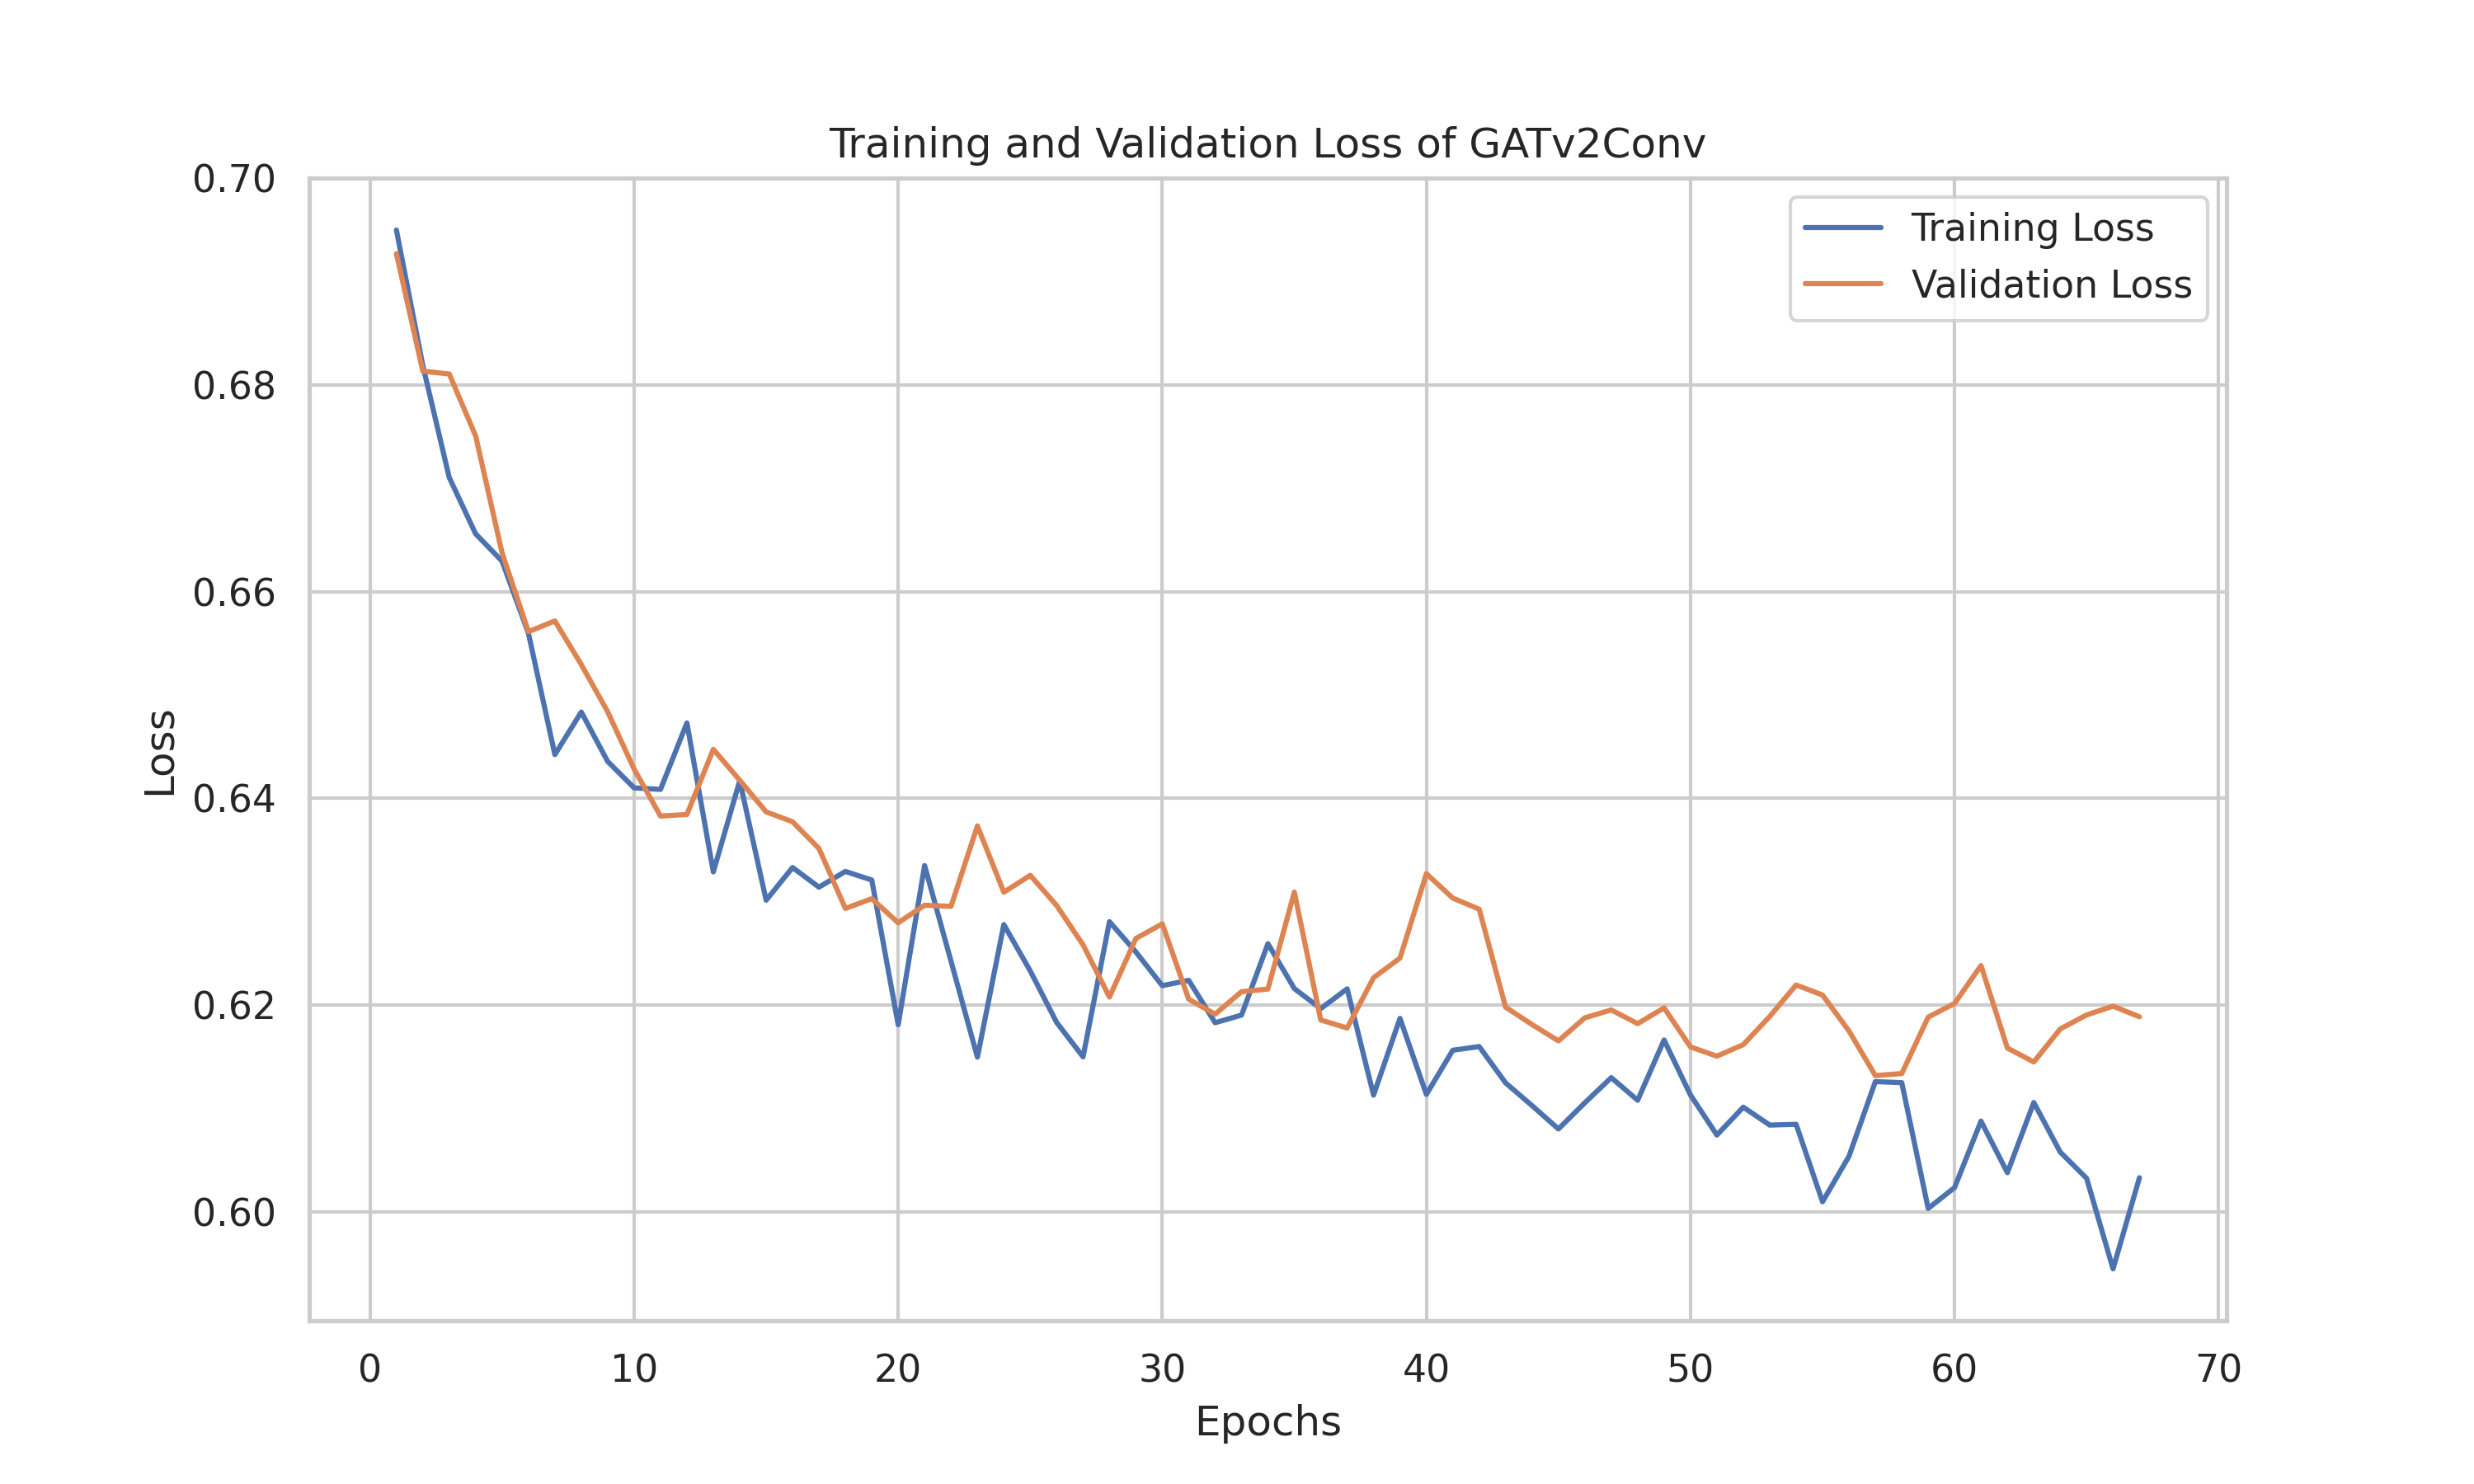 Training and Validation Loss of GATv2Conv
Training Loss
Validation Loss
Loss
0.70
0.68
0.66
0.64
0.62
0.60
0 10 20 30 40 50 60 70
Epochs